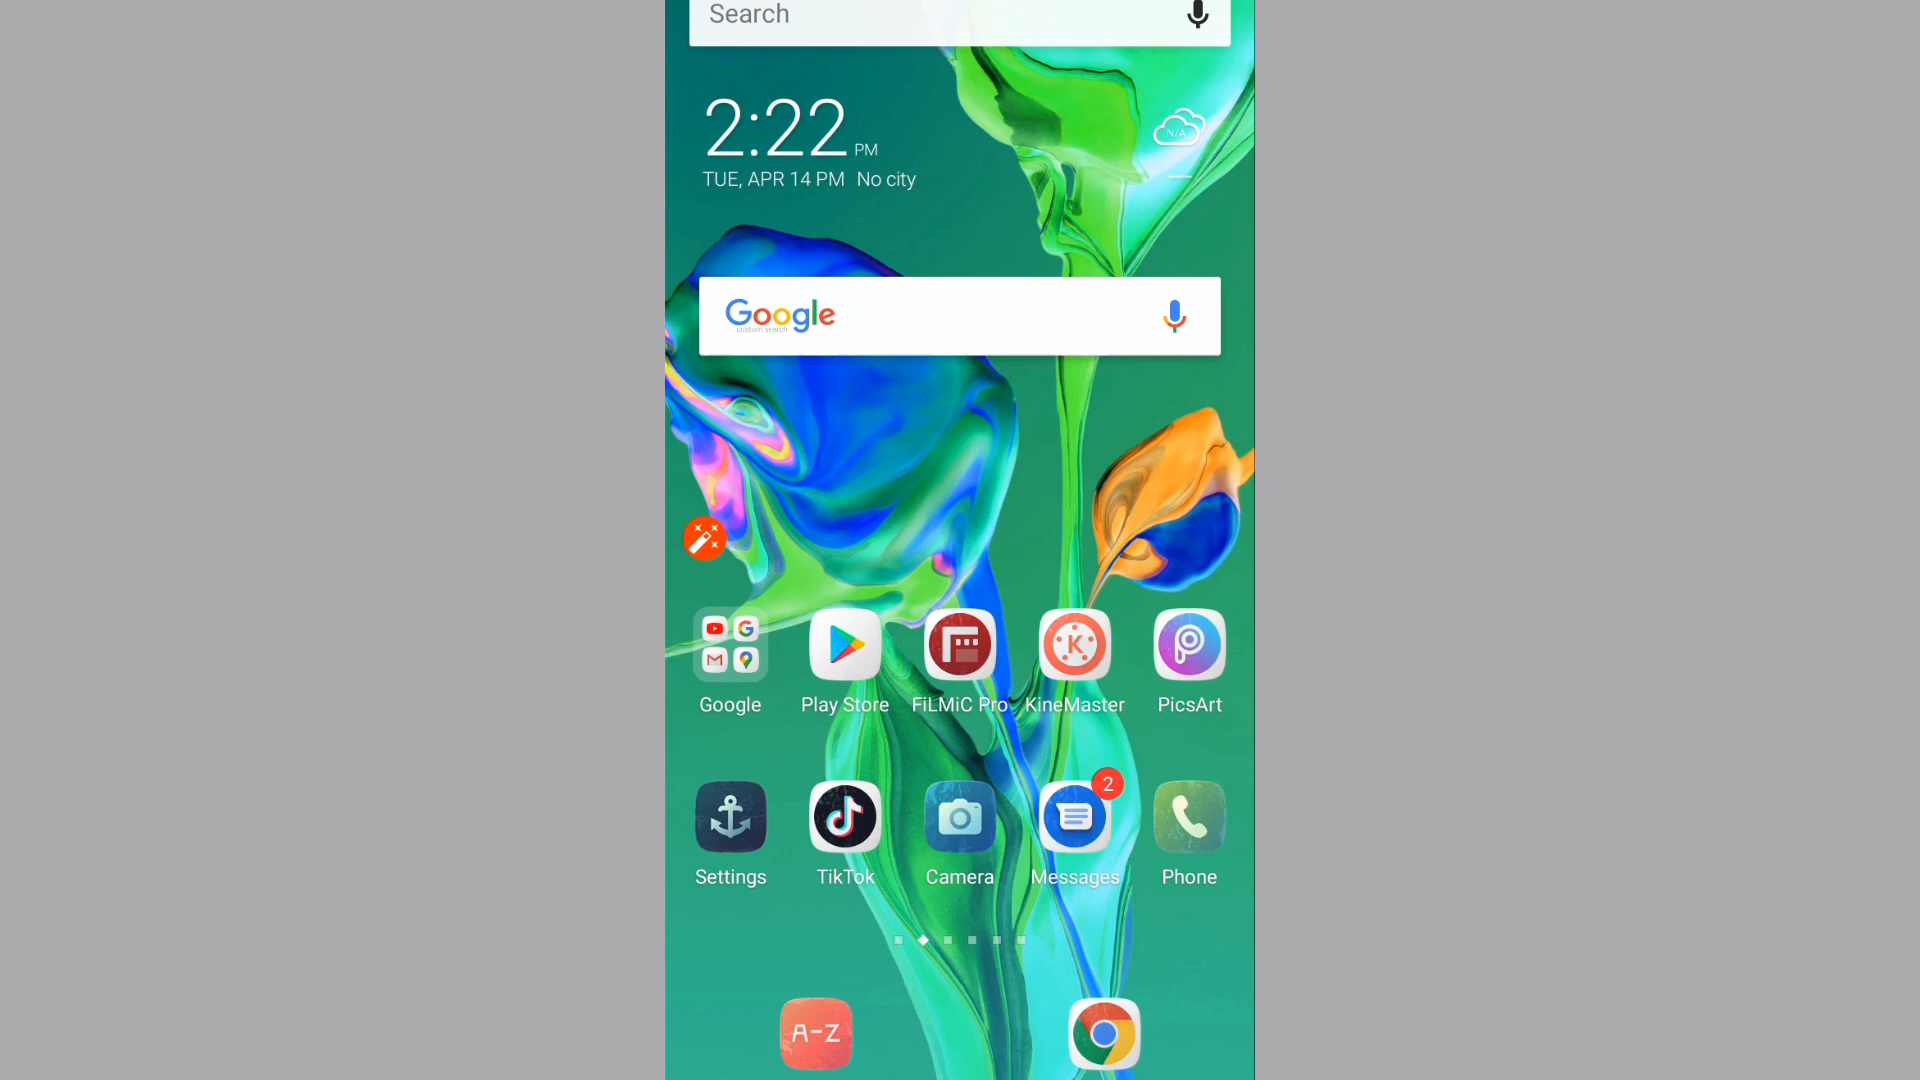 Search
2:22 PM
N/A
TUE, APR 14 PM No city
Google
custom search
Google
Play Store
FiLMiC Pro
KineMaster
PicsArt
2
Settings
TikTok
Camera
Messages
Phone
A-Z